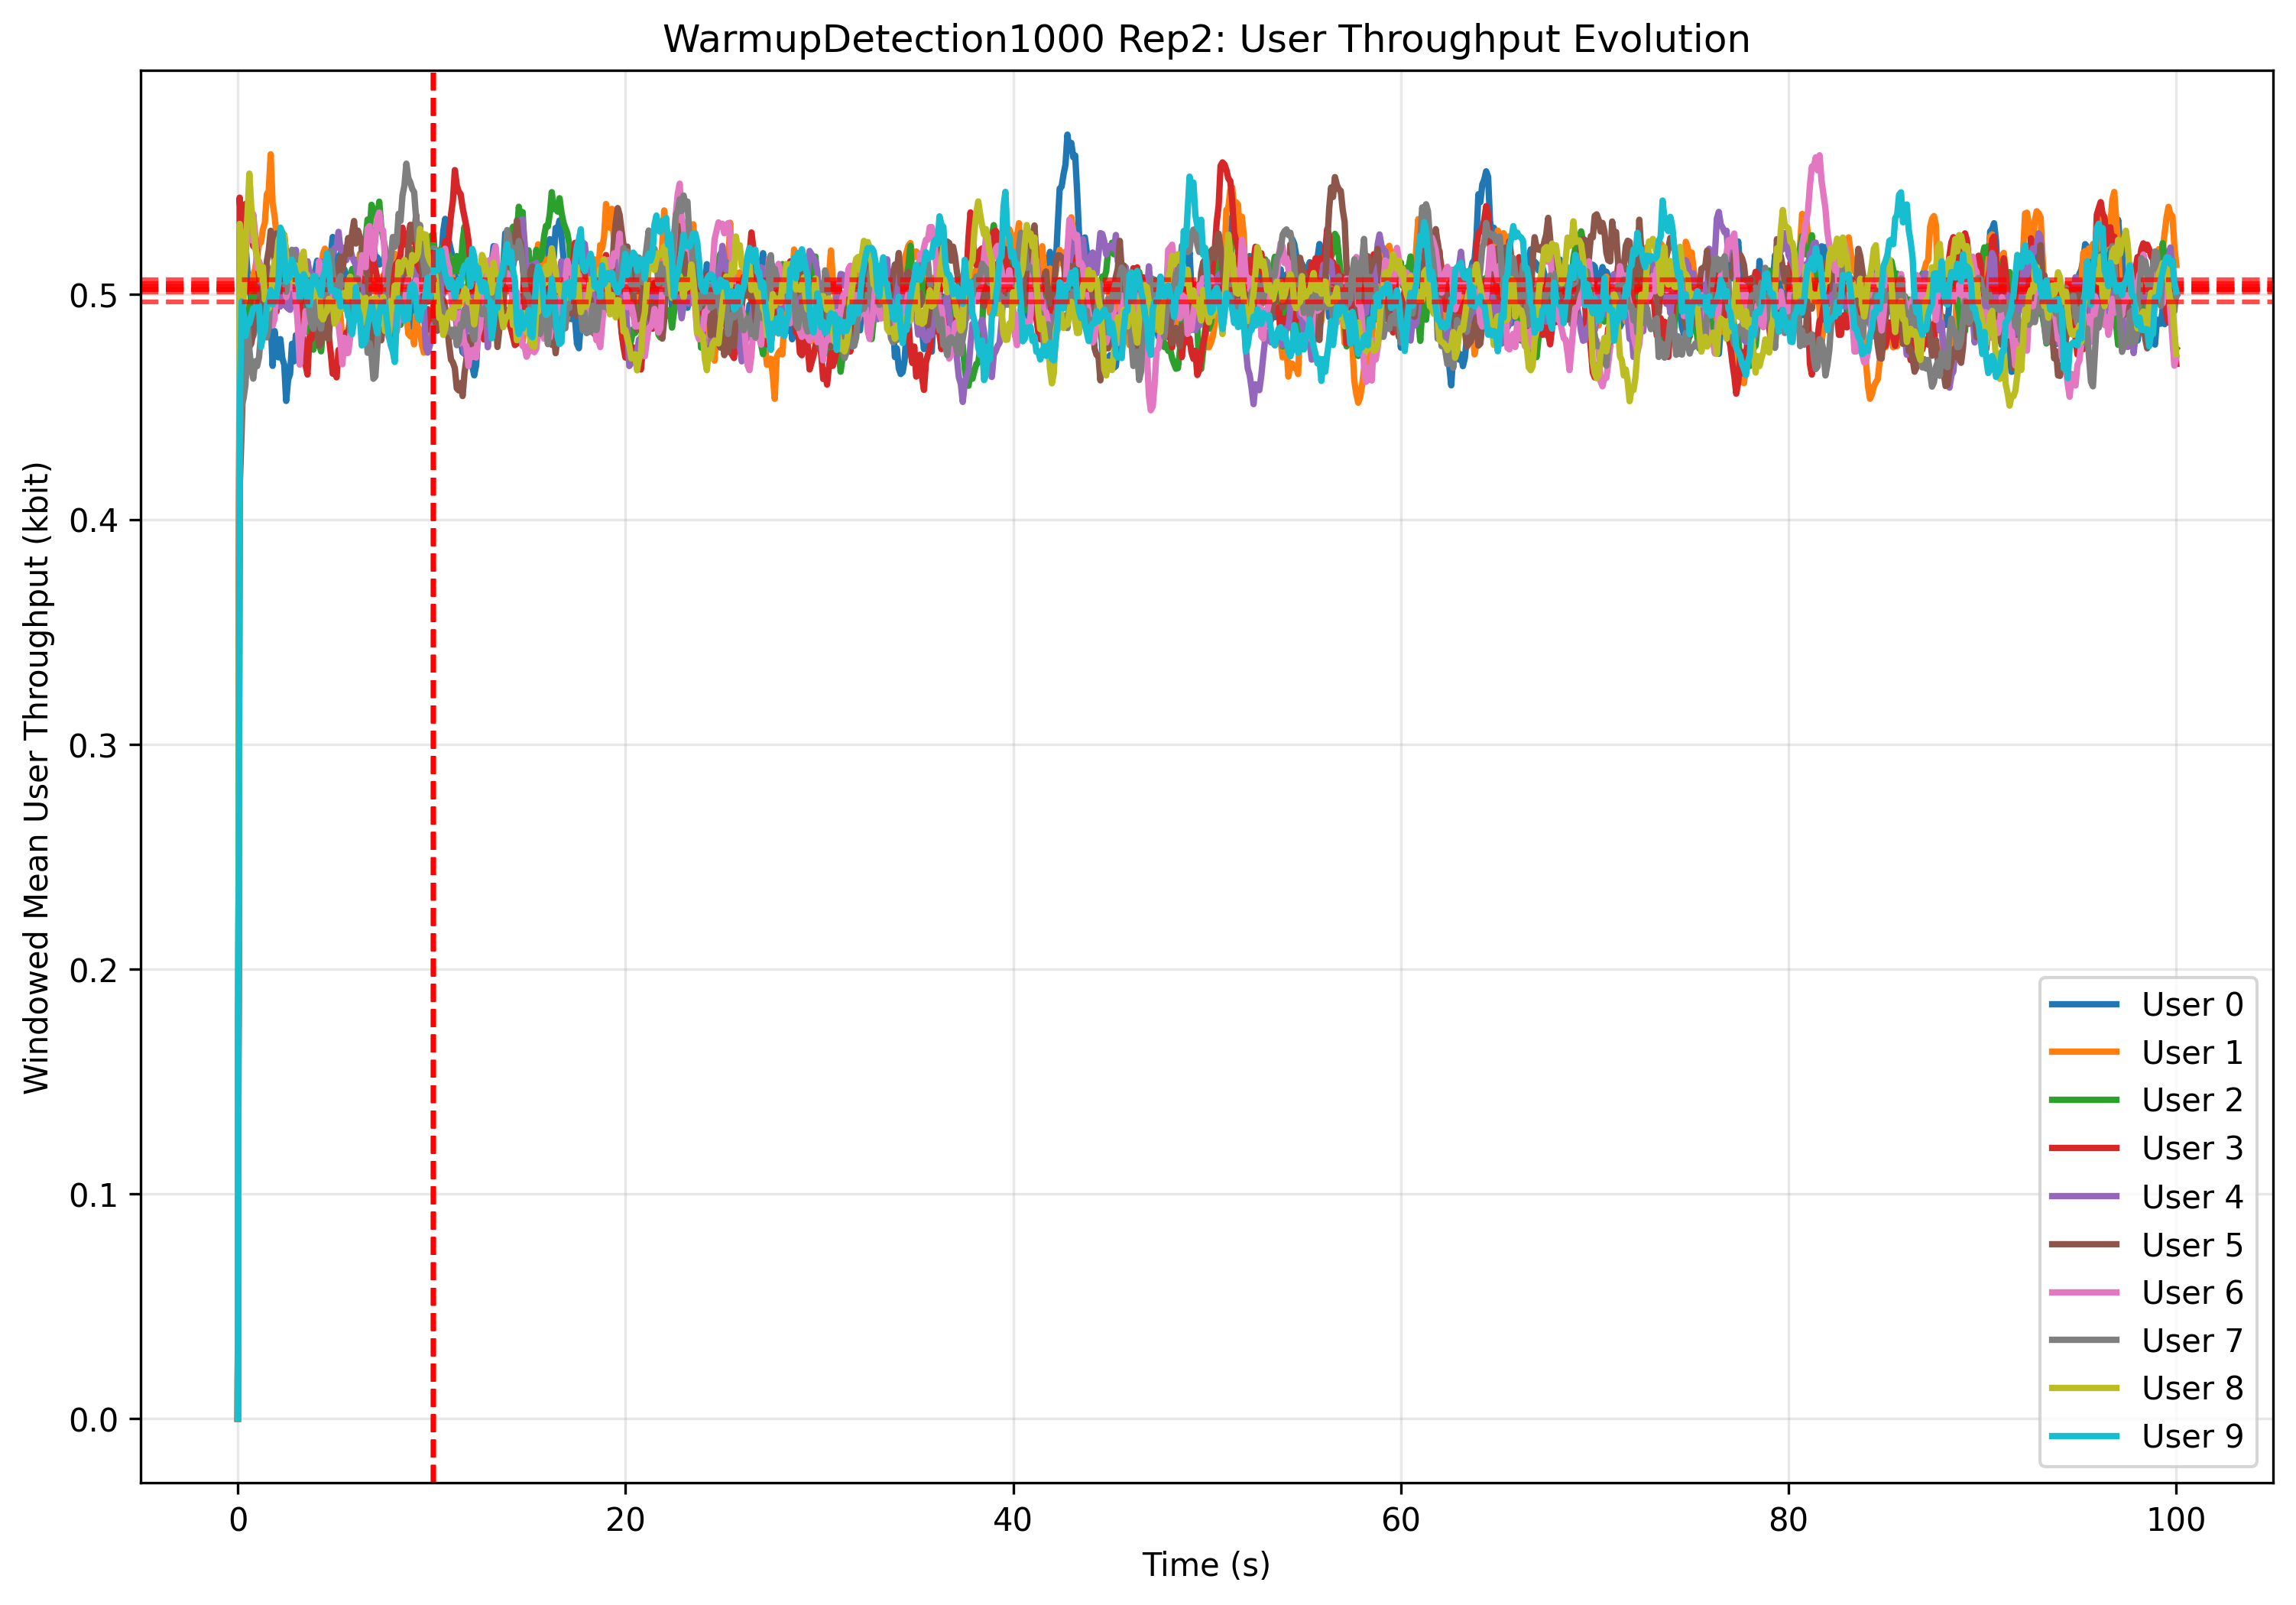 WarmupDetection1000 Rep2: User Throughput Evolution
Windowed Mean User Throughput (kbit)
0.5
0.4
0.3
0.2
0.1
0.0
0
20
40
60
80
100
Time (s)
User 0
User 1
User 2
User 3
User 4
User 5
User 6
User 7
User 8
User 9